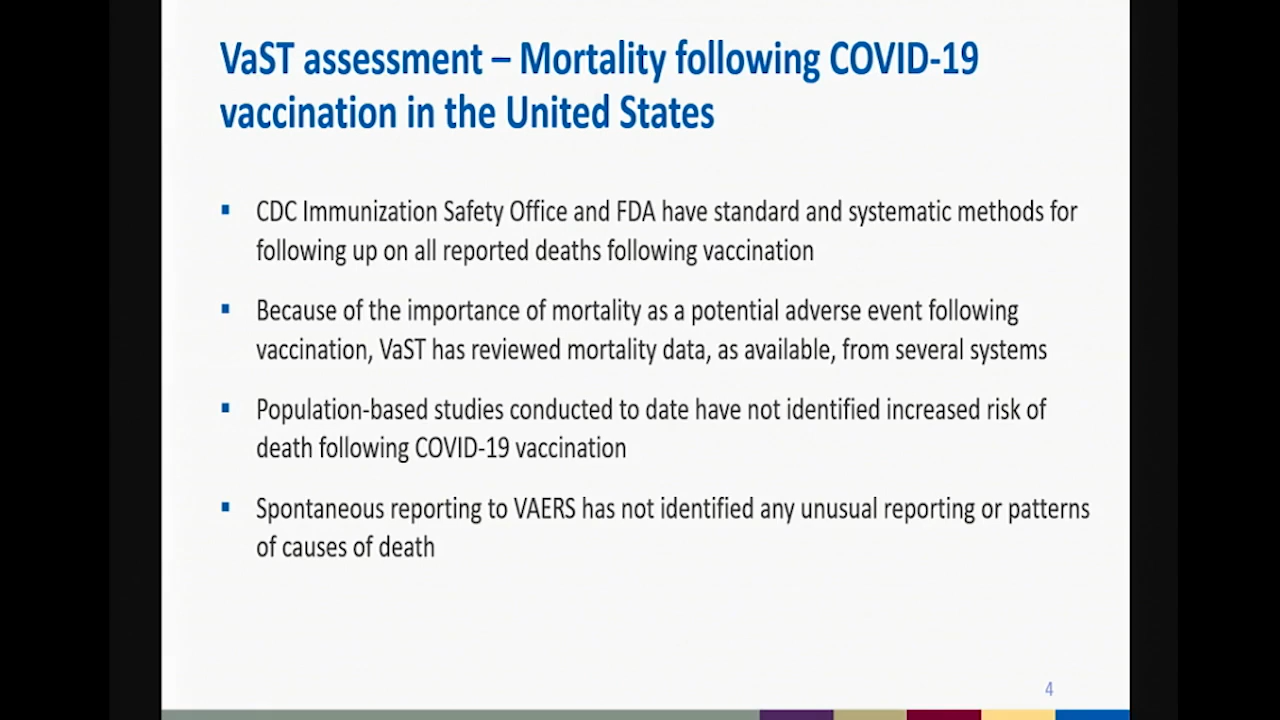 VaST assessment – Mortality following COVID-19
vaccination in the United States
▪ CDC Immunization Safety Office and FDA have standard and systematic methods for
following up on all reported deaths following vaccination
▪ Because of the importance of mortality as a potential adverse event following
vaccination, VaST has reviewed mortality data, as available, from several systems
▪ Population-based studies conducted to date have not identified increased risk of
death following COVID-19 vaccination
▪ Spontaneous reporting to VAERS has not identified any unusual reporting or patterns
of causes of death
4